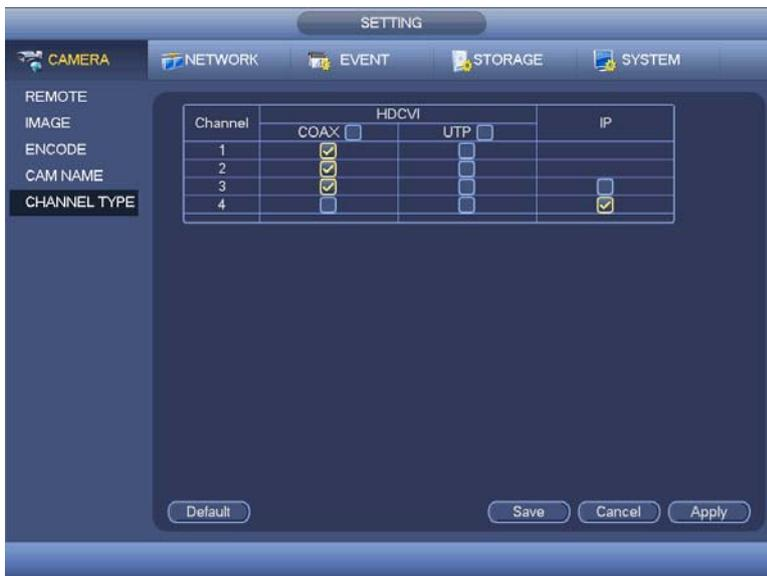 SETTING
CAMERA NETWORK EVENT STORAGE SYSTEM
REMOTE
IMAGE
ENCODE
CAM NAME
CHANNEL TYPE
Channel HDCVI IP
COAX UTP
1
2
3
4
Default Save Cancel Apply